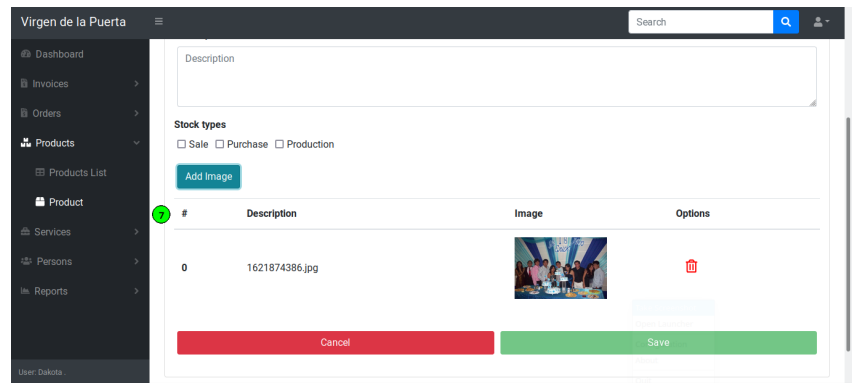 Virgen de la Puerta
Search
Dashboard
Invoices
Orders
Products
Products List
Product
Services
Persons
Reports
User: Dakota .
Description
Stock types
Sale Purchase Production
Add Image
7
# Description Image Options
0 1621874386.jpg
Cancel Save